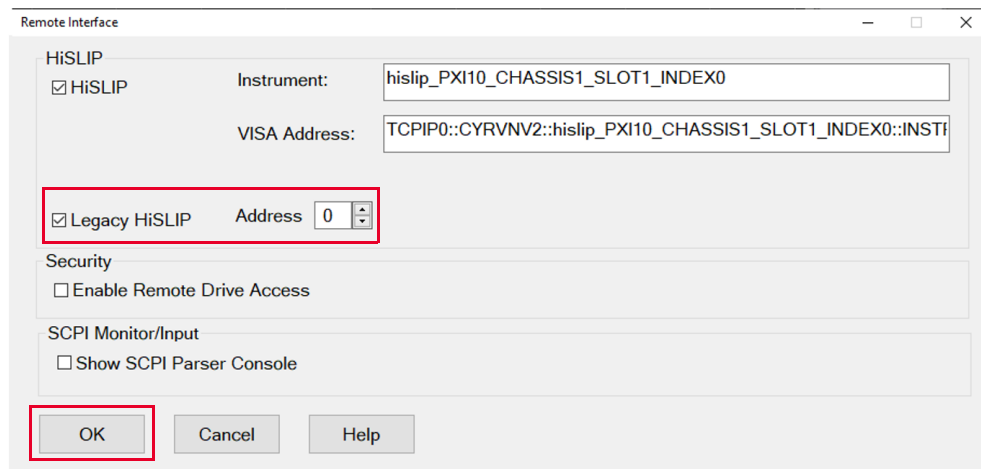 Remote Interface
HiSLIP
HiSLIP
Instrument:
hislip_PXI10_CHASSIS1_SLOT1_INDEX0
VISA Address:
TCPIP0::CYRVNV2::hislip_PXI10_CHASSIS1_SLOT1_INDEX0::INSTR
Legacy HiSLIP
Address
0
Security
Enable Remote Drive Access
SCPI Monitor/Input
Show SCPI Parser Console
OK
Cancel
Help